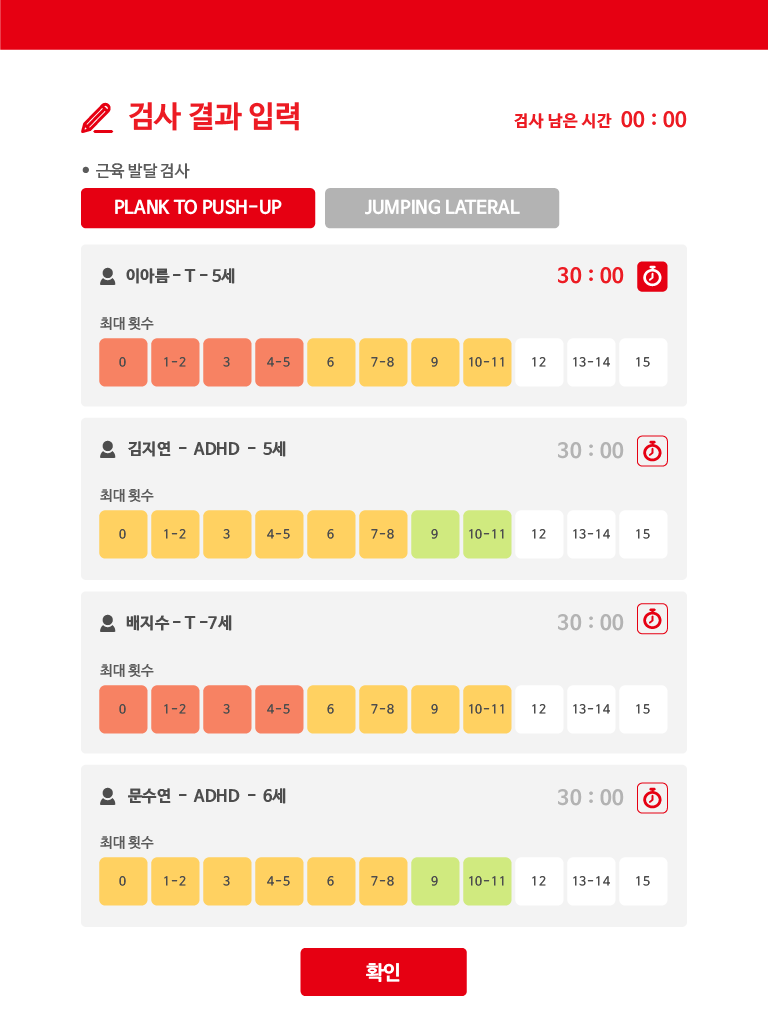 검사 결과 입력
검사 남은 시간 00 : 00
• 근육 발달 검사
PLANK TO PUSH-UP
JUMPING LATERAL
이아름 - T - 5세
30 : 00
최대 횟수
0 1-2 3 4-5 6 7-8 9 10-11 12 13-14 15
김지연 - ADHD - 5세
30 : 00
최대 횟수
0 1-2 3 4-5 6 7-8 9 10-11 12 13-14 15
배지수 - T -7세
30 : 00
최대 횟수
0 1-2 3 4-5 6 7-8 9 10-11 12 13-14 15
문수연 - ADHD - 6세
30 : 00
최대 횟수
0 1-2 3 4-5 6 7-8 9 10-11 12 13-14 15
확인